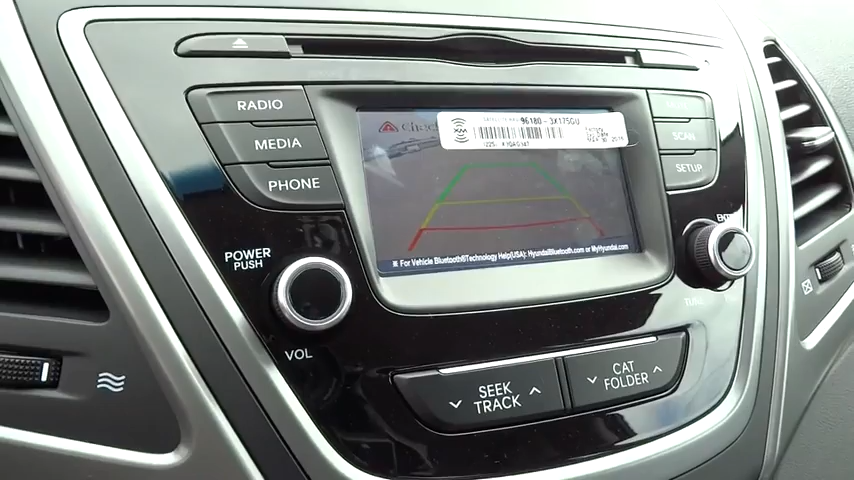 RADIO
MEDIA
PHONE
SCAN
SETUP
96180 - 3X175GU
XM
※ For Vehicle Bluetooth®Technology Help(USA): HyundaiBluetooth.com or MyHyundai.com
POWER
PUSH
VOL
SEEK
TRACK
CAT
FOLDER